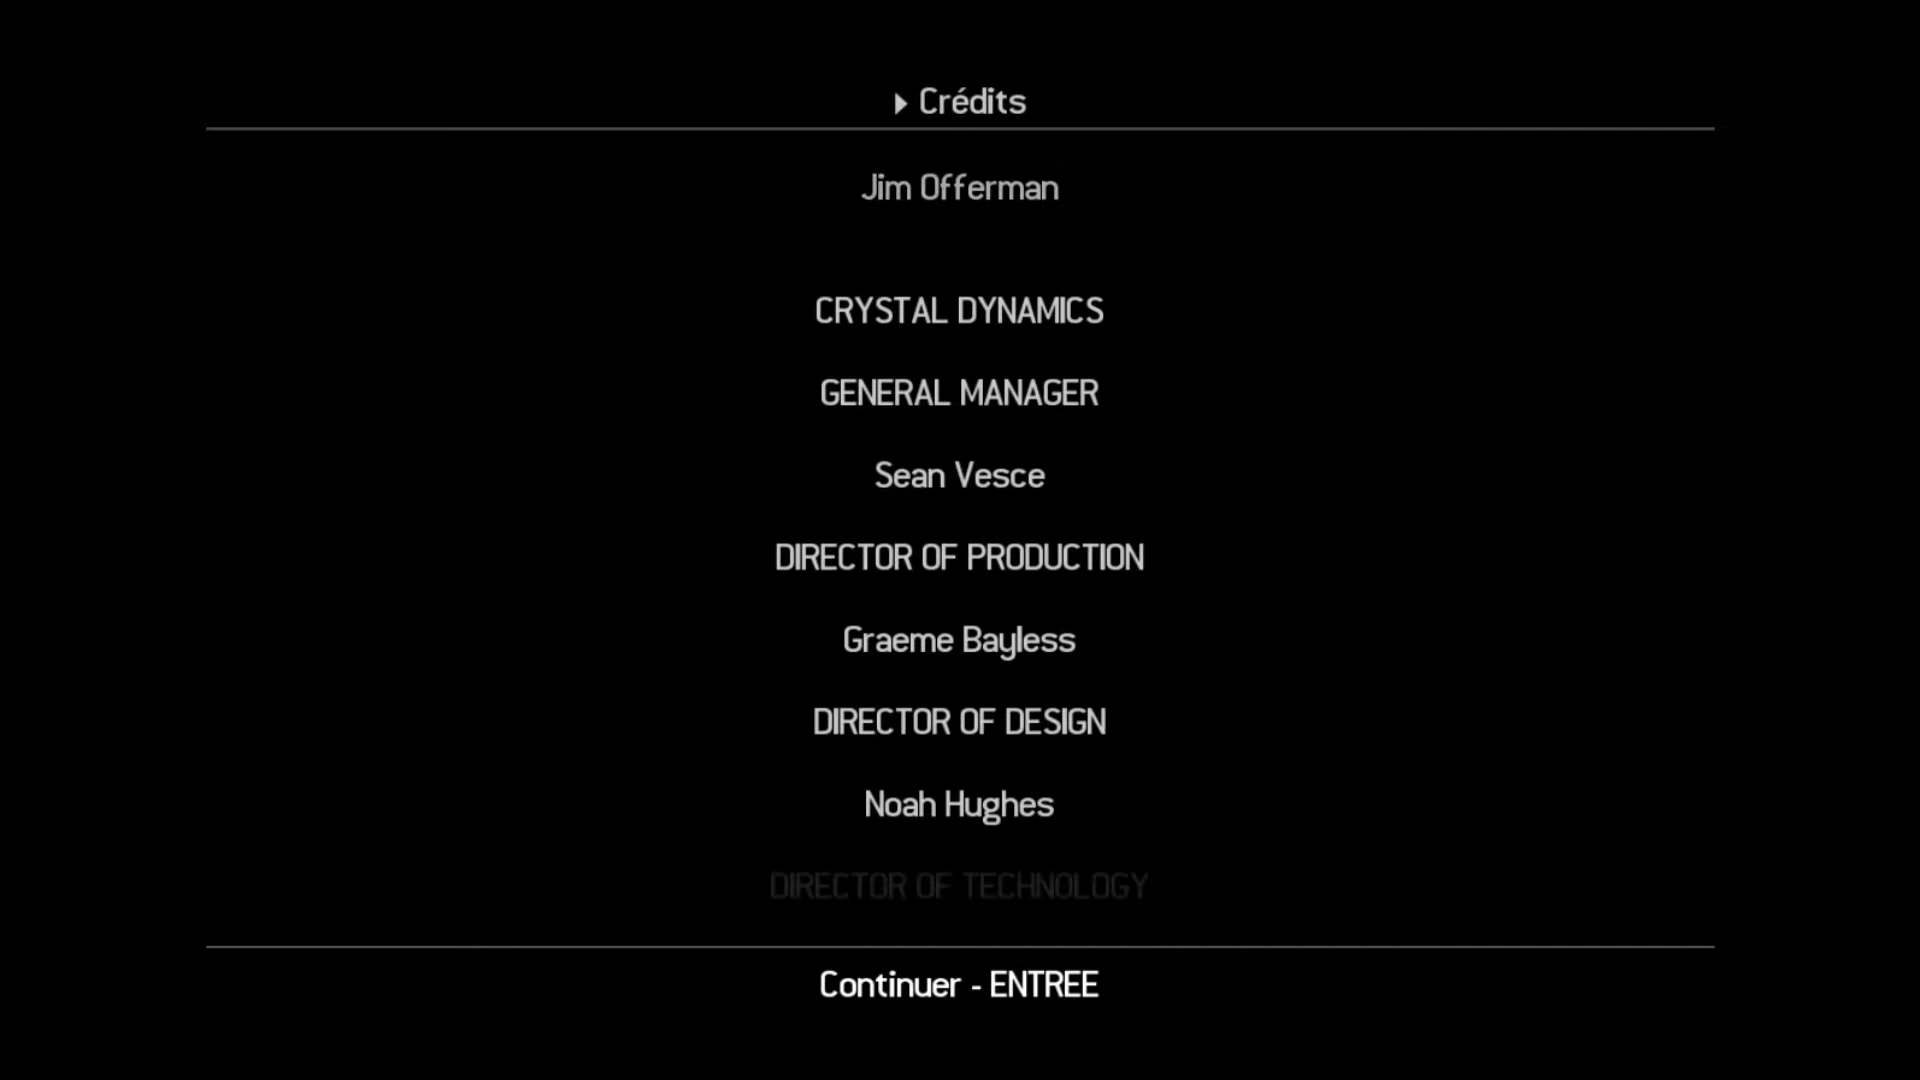 Crédits
Jim Offerman
CRYSTAL DYNAMICS
GENERAL MANAGER
Sean Vesce
DIRECTOR OF PRODUCTION
Graeme Bayless
DIRECTOR OF DESIGN
Noah Hughes
DIRECTOR OF TECHNOLOGY
Continuer - ENTREE